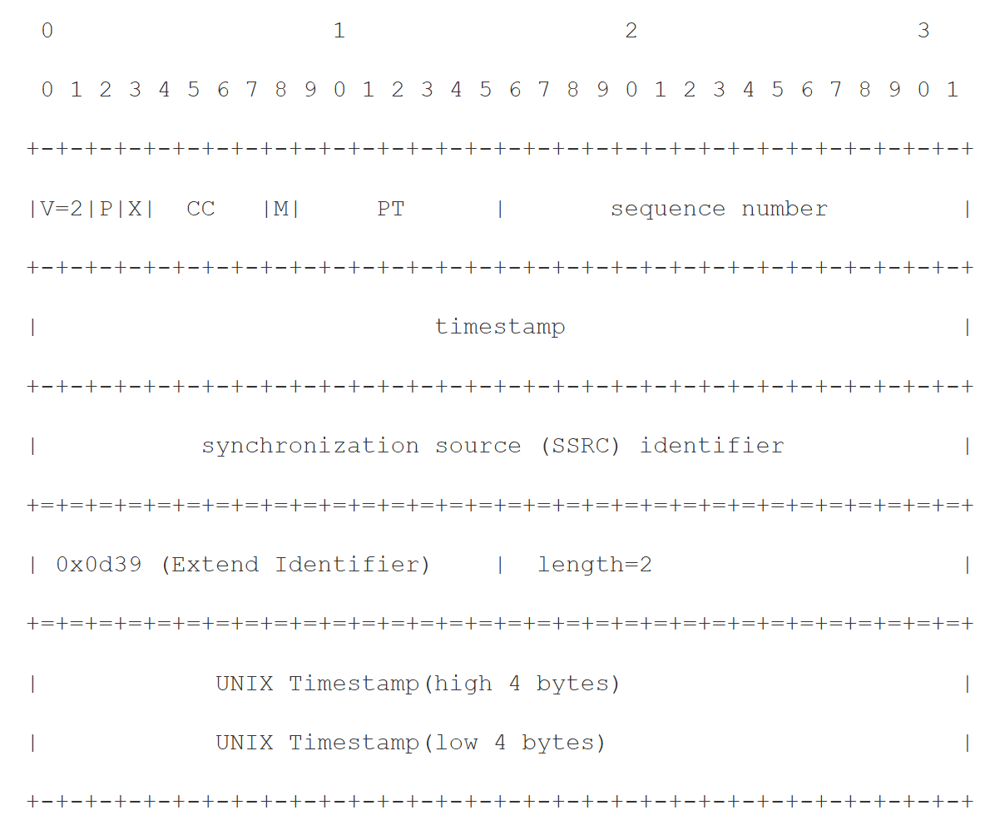 0                   1                   2                   3
 0 1 2 3 4 5 6 7 8 9 0 1 2 3 4 5 6 7 8 9 0 1 2 3 4 5 6 7 8 9 0 1
+-+-+-+-+-+-+-+-+-+-+-+-+-+-+-+-+-+-+-+-+-+-+-+-+-+-+-+-+-+-+-+-+
|V=2|P|X|  CC   |M|     PT      |       sequence number         |
+-+-+-+-+-+-+-+-+-+-+-+-+-+-+-+-+-+-+-+-+-+-+-+-+-+-+-+-+-+-+-+-+
|                           timestamp                           |
+-+-+-+-+-+-+-+-+-+-+-+-+-+-+-+-+-+-+-+-+-+-+-+-+-+-+-+-+-+-+-+-+
|           synchronization source (SSRC) identifier            |
+=+=+=+=+=+=+=+=+=+=+=+=+=+=+=+=+=+=+=+=+=+=+=+=+=+=+=+=+=+=+=+=+
| 0x0d39 (Extend Identifier)    |  length=2                     |
+=+=+=+=+=+=+=+=+=+=+=+=+=+=+=+=+=+=+=+=+=+=+=+=+=+=+=+=+=+=+=+=+
|            UNIX Timestamp(high 4 bytes)                       |
|            UNIX Timestamp(low 4 bytes)                        |
+-+-+-+-+-+-+-+-+-+-+-+-+-+-+-+-+-+-+-+-+-+-+-+-+-+-+-+-+-+-+-+-+